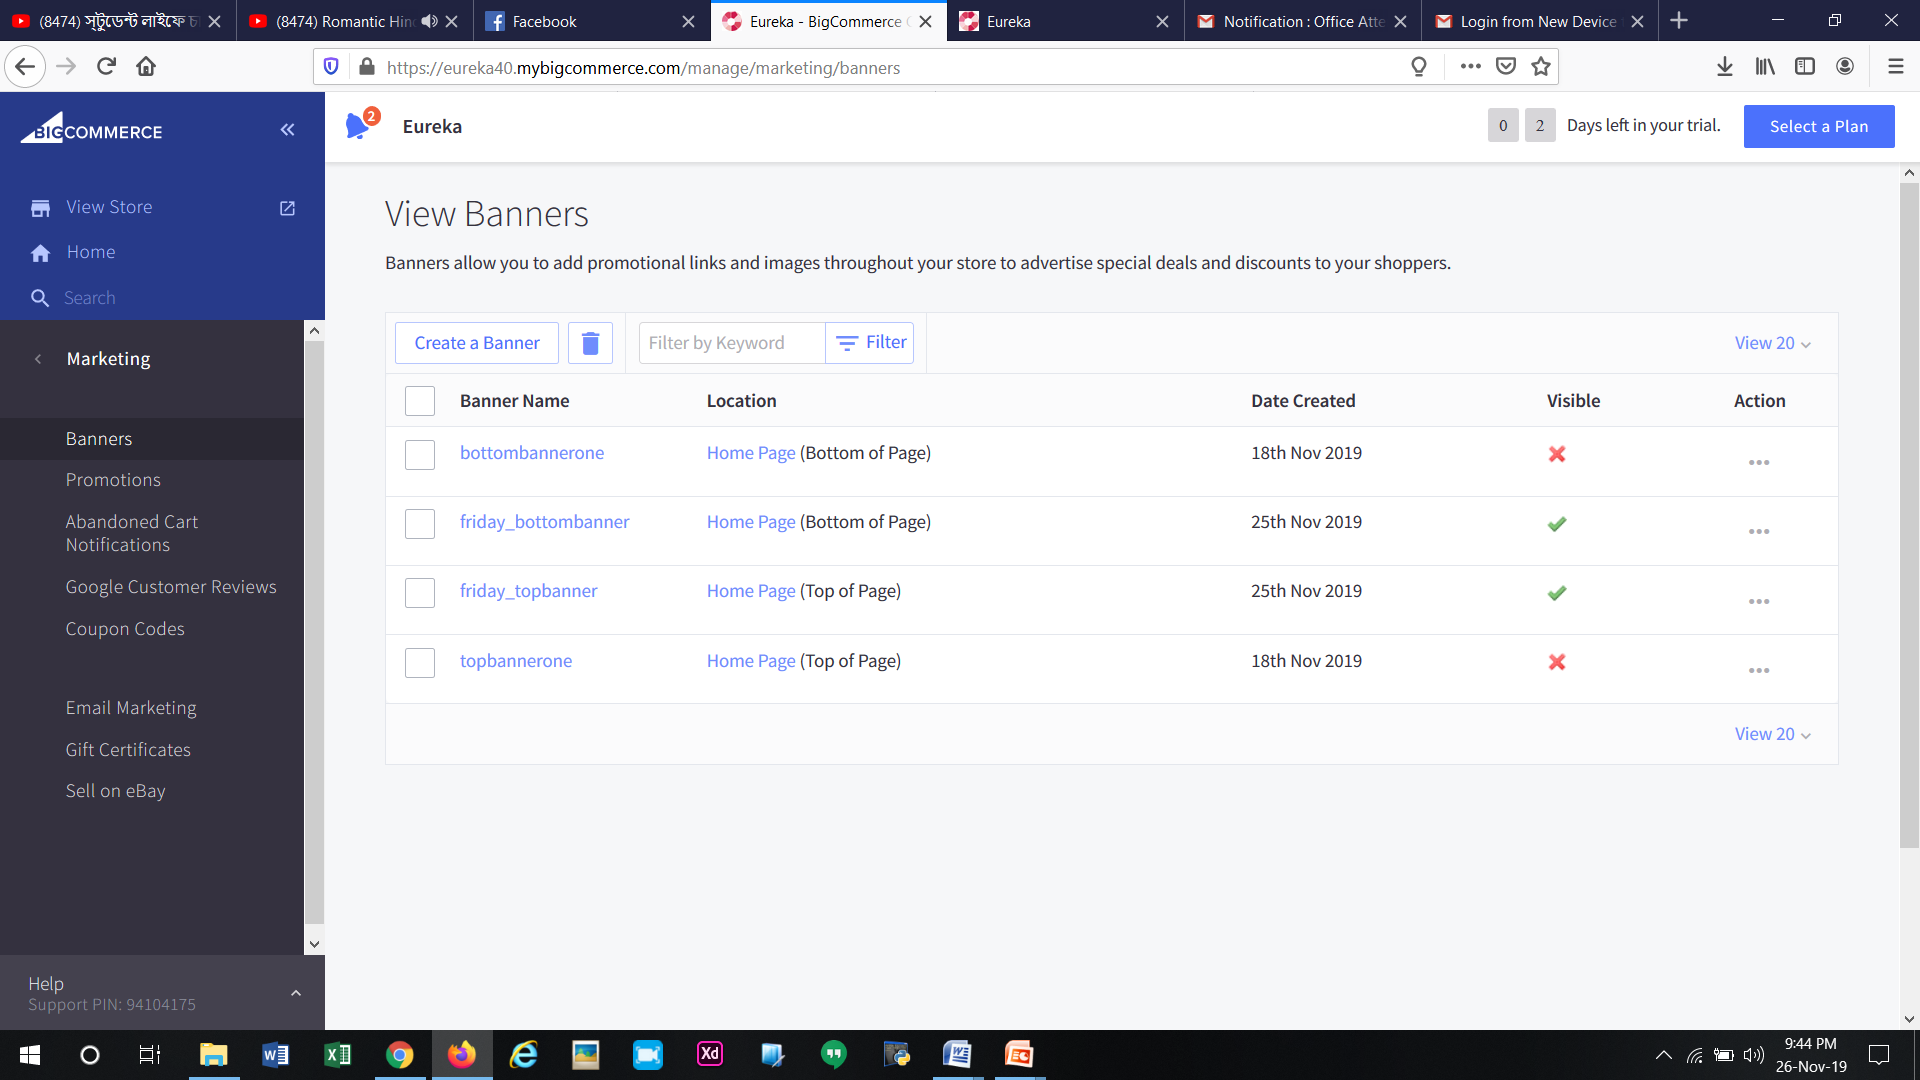 (8474) স্টুডেন্ট লাইফে
(8474) Romantic Hin
Facebook
Eureka - BigCommerce
Eureka
Notification : Office Atte
Login from New Device
https://eureka40.mybigcommerce.com/manage/marketing/banners
BIGCOMMERCE
2
Eureka
0 2 Days left in your trial.
Select a Plan
View Store
Home
Search
Marketing
Banners
Promotions
Abandoned Cart
Notifications
Google Customer Reviews
Coupon Codes
Email Marketing
Gift Certificates
Sell on eBay
Help
Support PIN: 94104175
View Banners
Banners allow you to add promotional links and images throughout your store to advertise special deals and discounts to your shoppers.
Create a Banner
Filter by Keyword
Filter
View 20
Banner Name Location Date Created Visible Action
bottombannerone Home Page (Bottom of Page) 18th Nov 2019
friday_bottombanner Home Page (Bottom of Page) 25th Nov 2019
friday_topbanner Home Page (Top of Page) 25th Nov 2019
topbannerone Home Page (Top of Page) 18th Nov 2019
View 20
Xd
9:44 PM
26-Nov-19